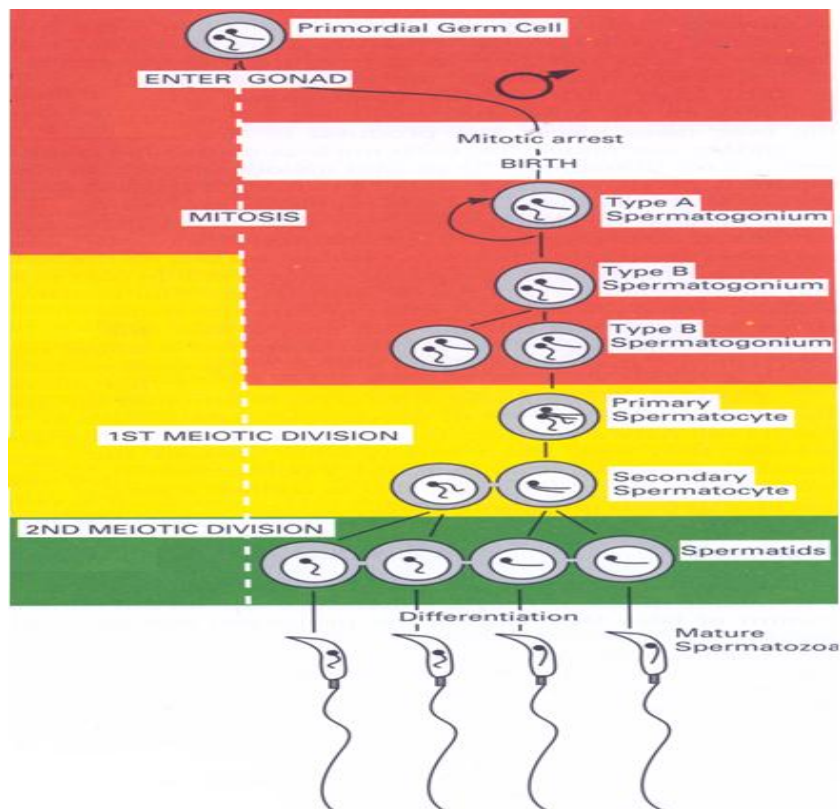 Primordial Germ Cell
ENTER GONAD
Mitotic arrest
BIRTH
MITOSIS
Type A
Spermatogonium
Type B
Spermatogonium
Type B
Spermatogonium
Primary
Spermatocyte
1ST MEIOTIC DIVISION
Secondary
Spermatocyte
2ND MEIOTIC DIVISION
Spermatids
Differentiation
Mature
Spermatozoa